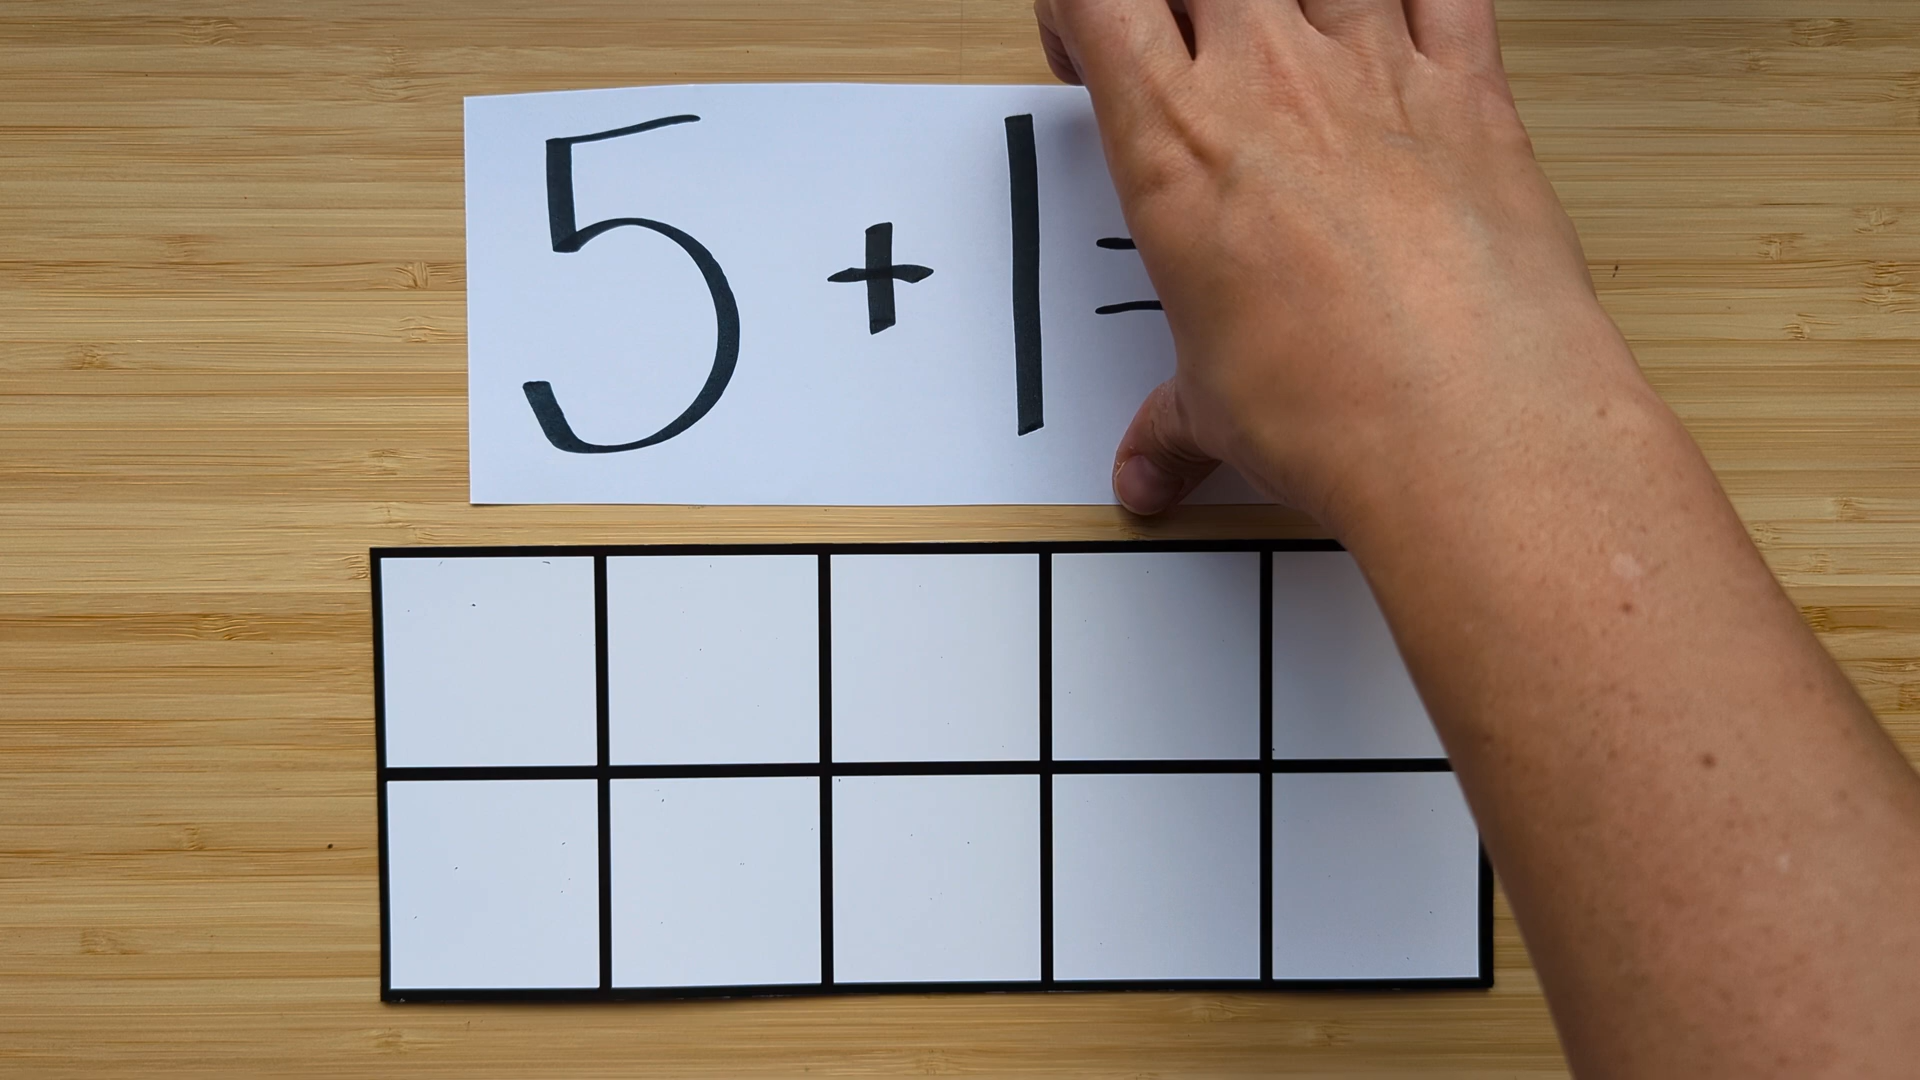 5 + 1 =